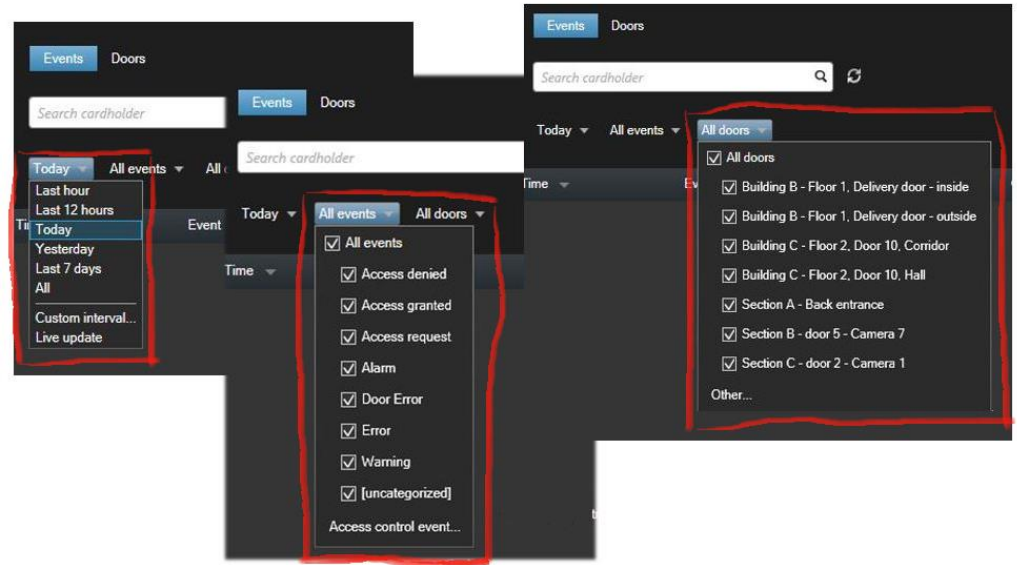 Events Doors
Search cardholder
Today All events All
Last hour
Last 12 hours
Today
Yesterday
Last 7 days
All
Custom interval...
Live update
Event
Events Doors
Search cardholder
Today All events All doors
Time
All events
Access denied
Access granted
Access request
Alarm
Door Error
Error
Warning
[uncategorized]
Access control event...
Events Doors
Search cardholder
Today All events All doors
Time
All doors
Building B - Floor 1, Delivery door - inside
Building B - Floor 1, Delivery door - outside
Building C - Floor 2, Door 10, Corridor
Building C - Floor 2, Door 10, Hall
Section A - Back entrance
Section B - door 5 - Camera 7
Section C - door 2 - Camera 1
Other...